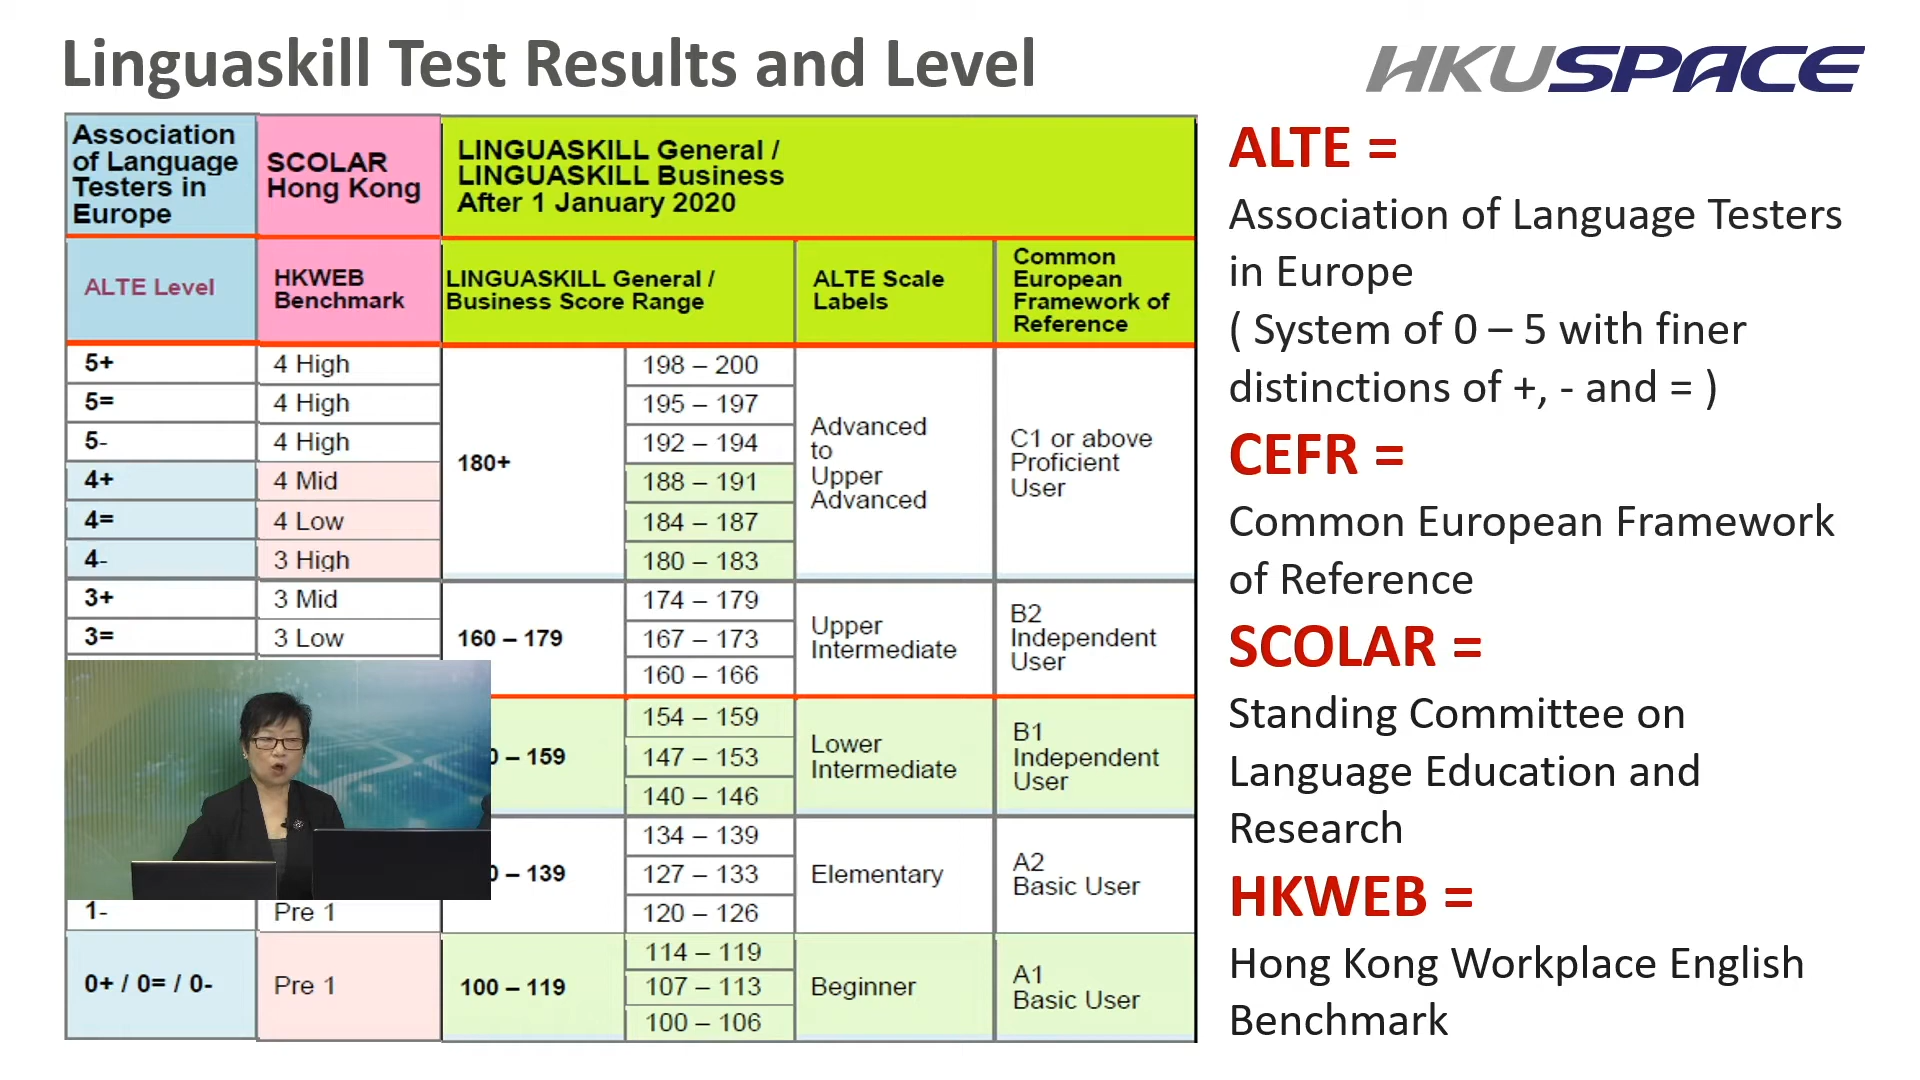 Linguaskill Test Results and Level
HKUSPACE
Association
of Language
Testers in
Europe
SCOLAR
Hong Kong
LINGUASKILL General /
LINGUASKILL Business
After 1 January 2020
ALTE Level
HKWEB
Benchmark
LINGUASKILL General /
Business Score Range
ALTE Scale
Labels
Common
European
Framework of
Reference
5+
4 High
198 – 200
5=
4 High
195 – 197
5-
4 High
192 – 194
180+
Advanced
to
Upper
Advanced
C1 or above
Proficient
User
4+
4 Mid
188 – 191
4=
4 Low
184 – 187
4-
3 High
180 – 183
3+
3 Mid
174 – 179
3=
3 Low
160 – 179
167 – 173
Upper
Intermediate
B2
Independent
User
160 – 166
154 – 159
– 159
147 – 153
Lower
Intermediate
B1
Independent
User
140 – 146
134 – 139
– 139
127 – 133
Elementary
A2
Basic User
1-
Pre 1
120 – 126
114 – 119
0+ / 0= / 0-
Pre 1
100 – 119
107 – 113
Beginner
A1
Basic User
100 – 106
ALTE =
Association of Language Testers
in Europe
( System of 0 – 5 with finer
distinctions of +, - and = )
CEFR =
Common European Framework
of Reference
SCOLAR =
Standing Committee on
Language Education and
Research
HKWEB =
Hong Kong Workplace English
Benchmark